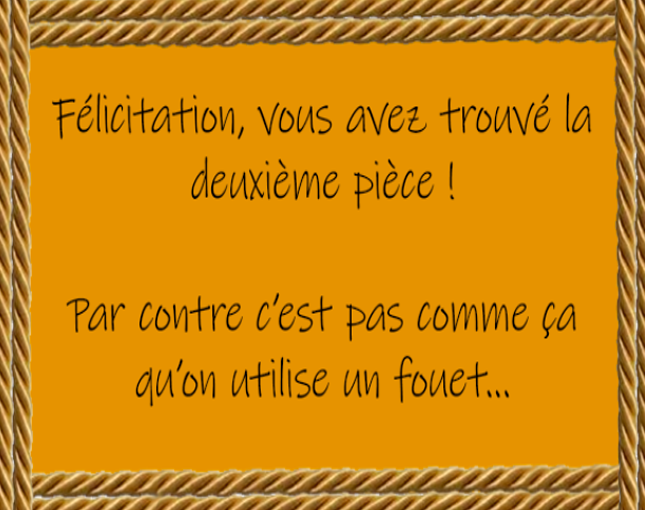 Félicitation, vous avez trouvé la
deuxième pièce !
Par contre c'est pas comme ça
qu'on utilise un fouet...